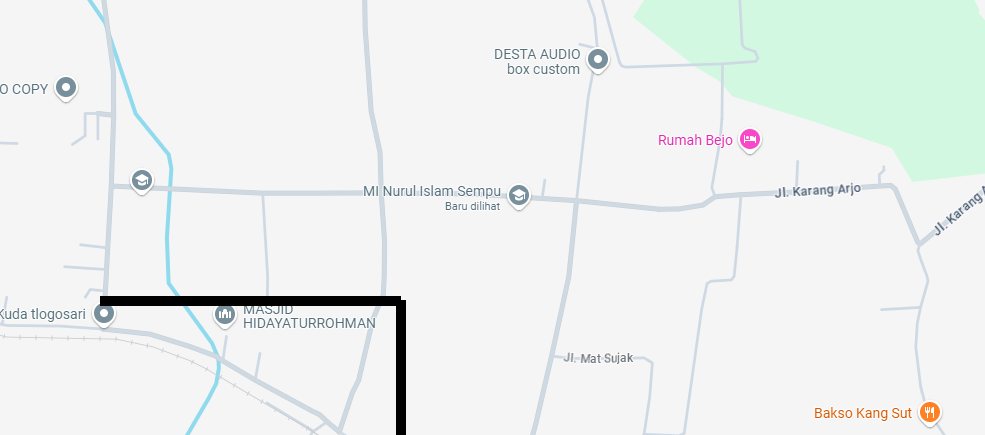 DESTA AUDIO
box custom
O COPY
Rumah Bejo
MI Nurul Islam Sempu
Baru dilihat
Jl. Karang Arjo
Jl. Karang A
Kuda tlogosari
MASJID
HIDAYATURROHMAN
Jl. Mat Sujak
Bakso Kang Sut